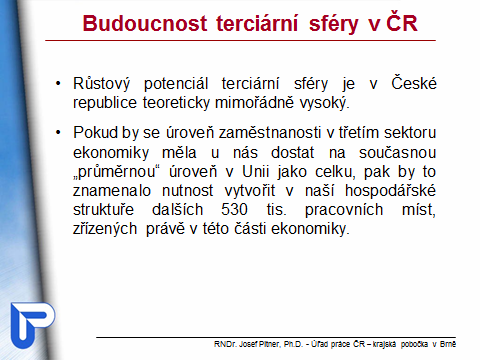 Budoucnost terciární sféry v ČR
• Růstový potenciál terciární sféry je v České
republice teoreticky mimořádně vysoký.
• Pokud by se úroveň zaměstnanosti v třetím sektoru
ekonomiky měla u nás dostat na současnou
„průměrnou“ úroveň v Unii jako celku, pak by to
znamenalo nutnost vytvořit v naší hospodářské
struktuře dalších 530 tis. pracovních míst,
zřízených právě v této části ekonomiky.
RNDr. Josef Pitner, Ph.D. - Úřad práce ČR – krajská pobočka v Brně